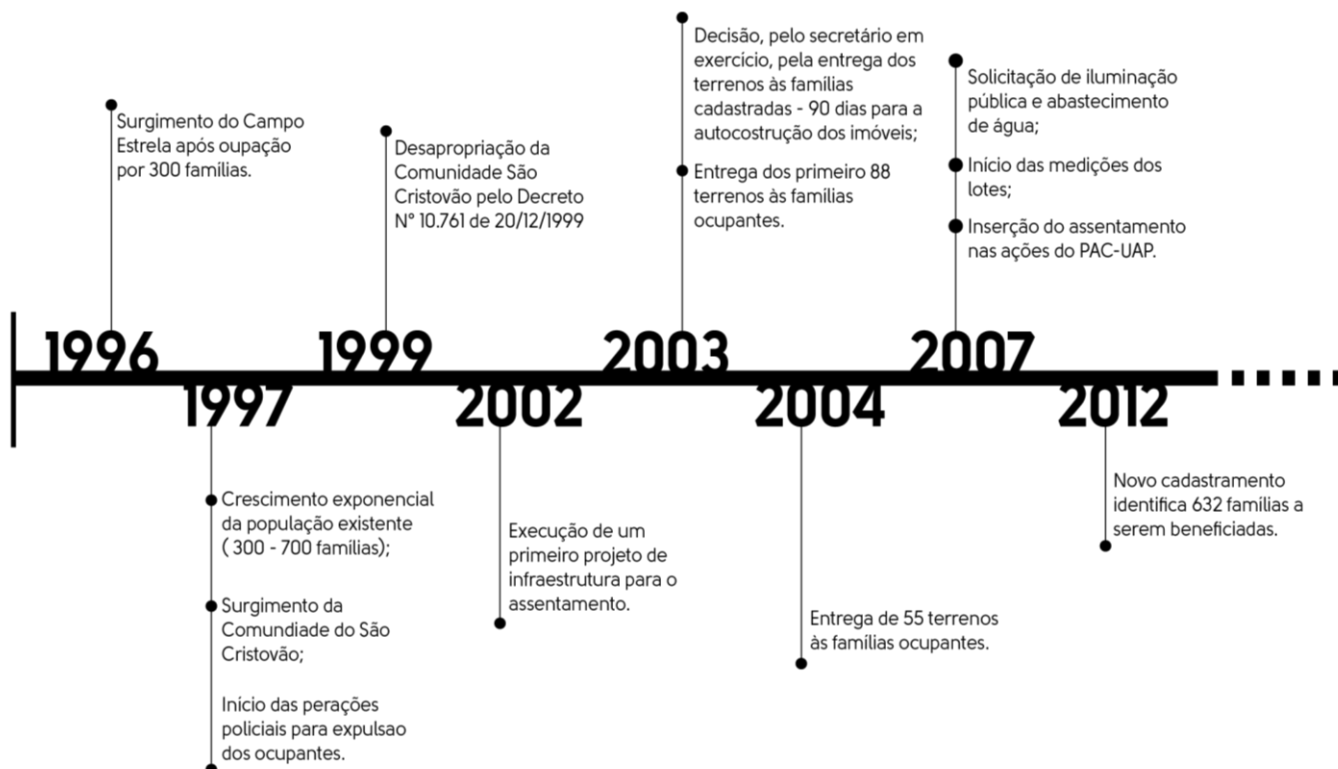 1996
Surgimento do Campo
Estrela após oupação
por 300 famílias.
1997
Crescimento exponencial
da população existente
( 300 - 700 famílias);
Surgimento da
Comundiade do São
Cristovão;
Início das perações
policiais para expulsao
dos ocupantes.
1999
Desapropriação da
Comunidade São
Cristovão pelo Decreto
N° 10.761 de 20/12/1999
2002
Execução de um
primeiro projeto de
infraestrutura para o
assentamento.
2003
Decisão, pelo secretário em
exercício, pela entrega dos
terrenos às famílias
cadastradas - 90 dias para a
autocostrução dos imóveis;
Entrega dos primeiro 88
terrenos às famílias
ocupantes.
2004
Entrega de 55 terrenos
às famílias ocupantes.
2007
Solicitação de iluminação
pública e abastecimento
de água;
Início das medições dos
lotes;
Inserção do assentamento
nas ações do PAC-UAP.
2012
Novo cadastramento
identifica 632 famílias a
serem beneficiadas.